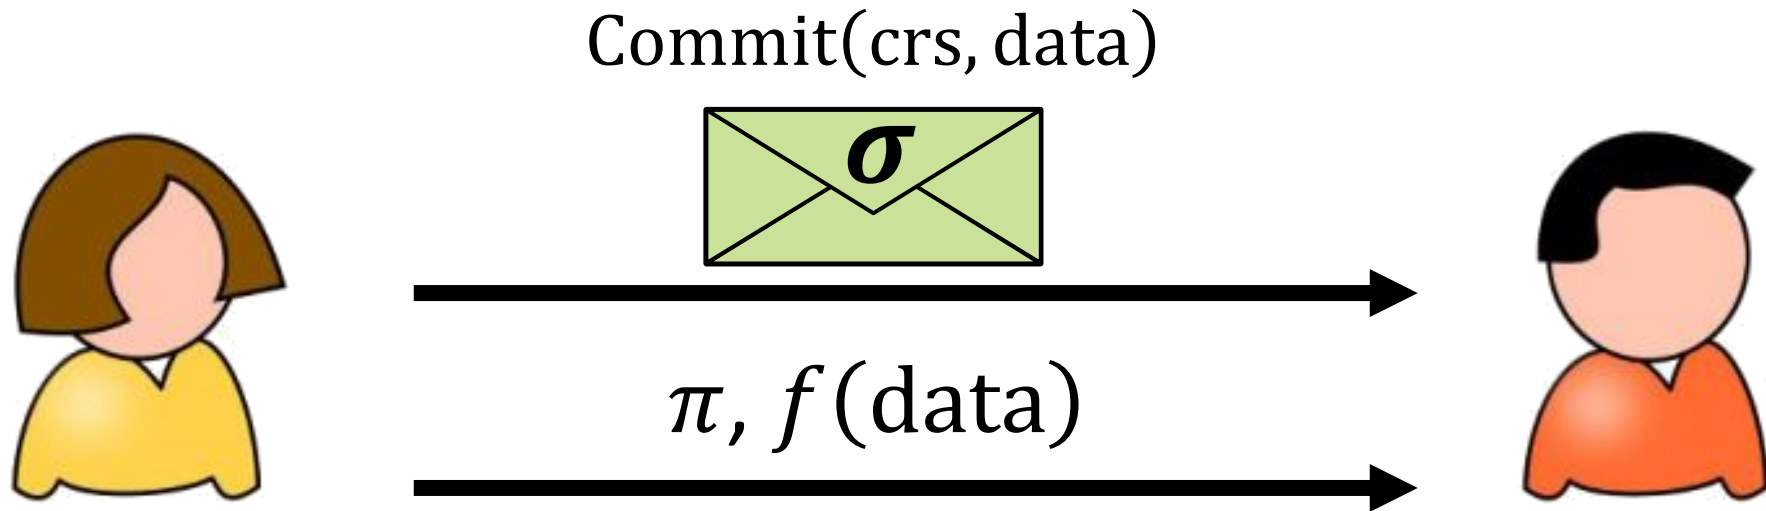 Commit(crs, data)
σ
π, f(data)